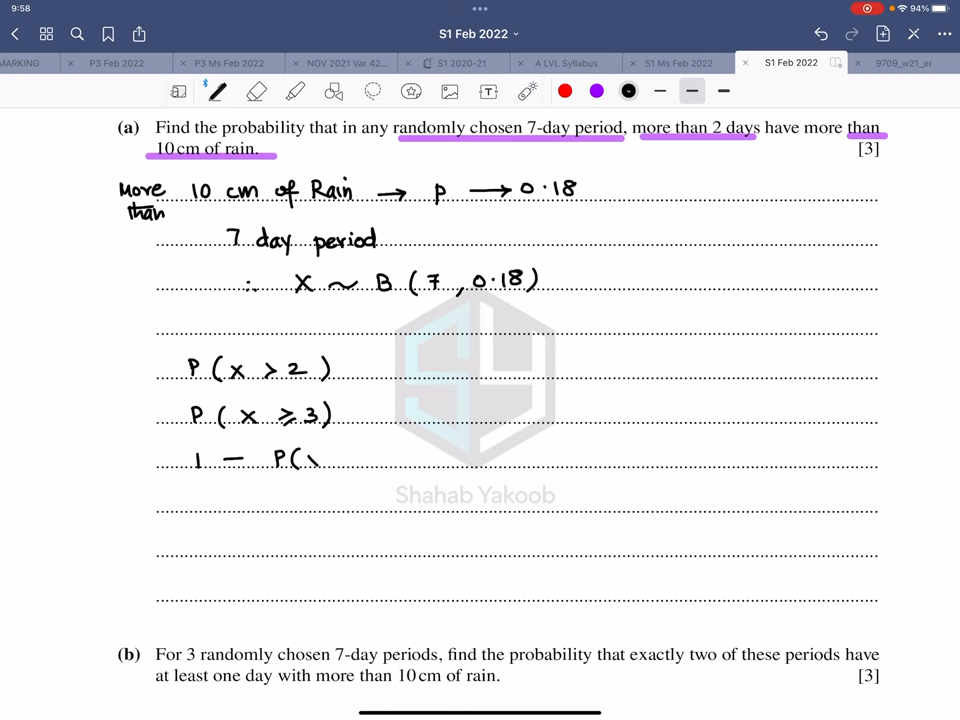 9:58
94%
S1 Feb 2022
MARKING
P3 Feb 2022
P3 Ms Feb 2022
NOV 2021 Var 42...
S1 2020-21
A LVL Syllabus
S1 Ms Feb 2022
S1 Feb 2022
9709_w21_er
(a) Find the probability that in any randomly chosen 7-day period, more than 2 days have more than
10 cm of rain. [3]
More than 10 cm of Rain → p → 0.18
7 day period
∴ X ~ B ( 7 , 0.18 )
P ( x > 2 )
P ( x ⩾ 3 )
1 − P(
Shahab Yakoob
(b) For 3 randomly chosen 7-day periods, find the probability that exactly two of these periods have
at least one day with more than 10 cm of rain. [3]